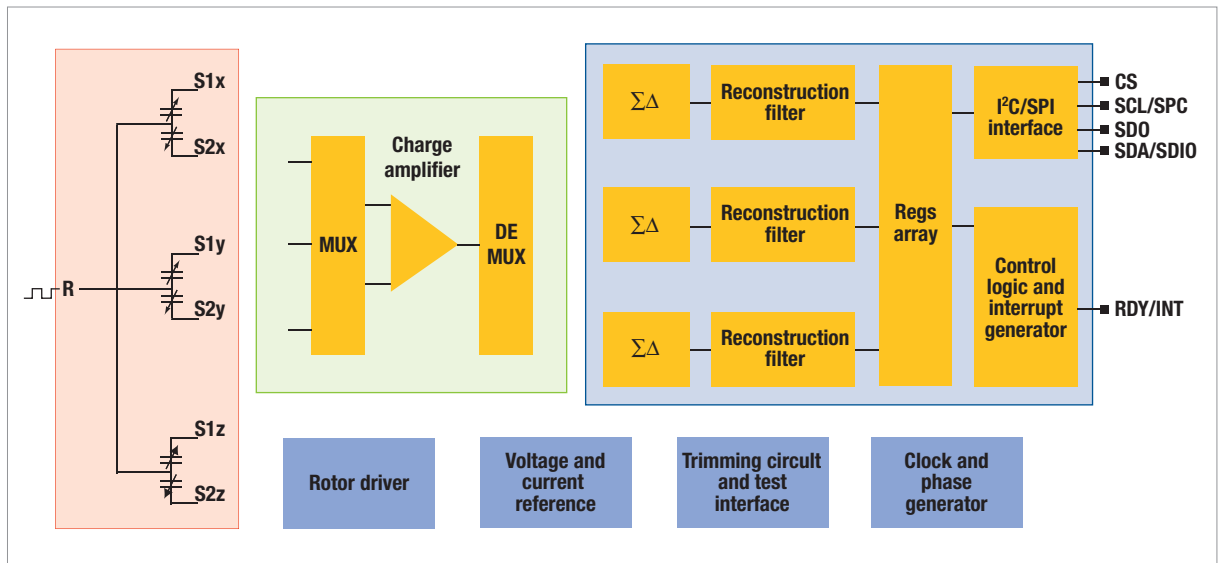 S1x
S2x
S1y
R
S2y
S1z
S2z
Charge
amplifier
MUX
DE
MUX
ΣΔ
Reconstruction
filter
ΣΔ
Reconstruction
filter
ΣΔ
Reconstruction
filter
Regs
array
I²C/SPI
interface
Control
logic and
interrupt
generator
CS
SCL/SPC
SDO
SDA/SDIO
RDY/INT
Rotor driver
Voltage and
current
reference
Trimming circult
and test
interface
Clock and
phase
generator